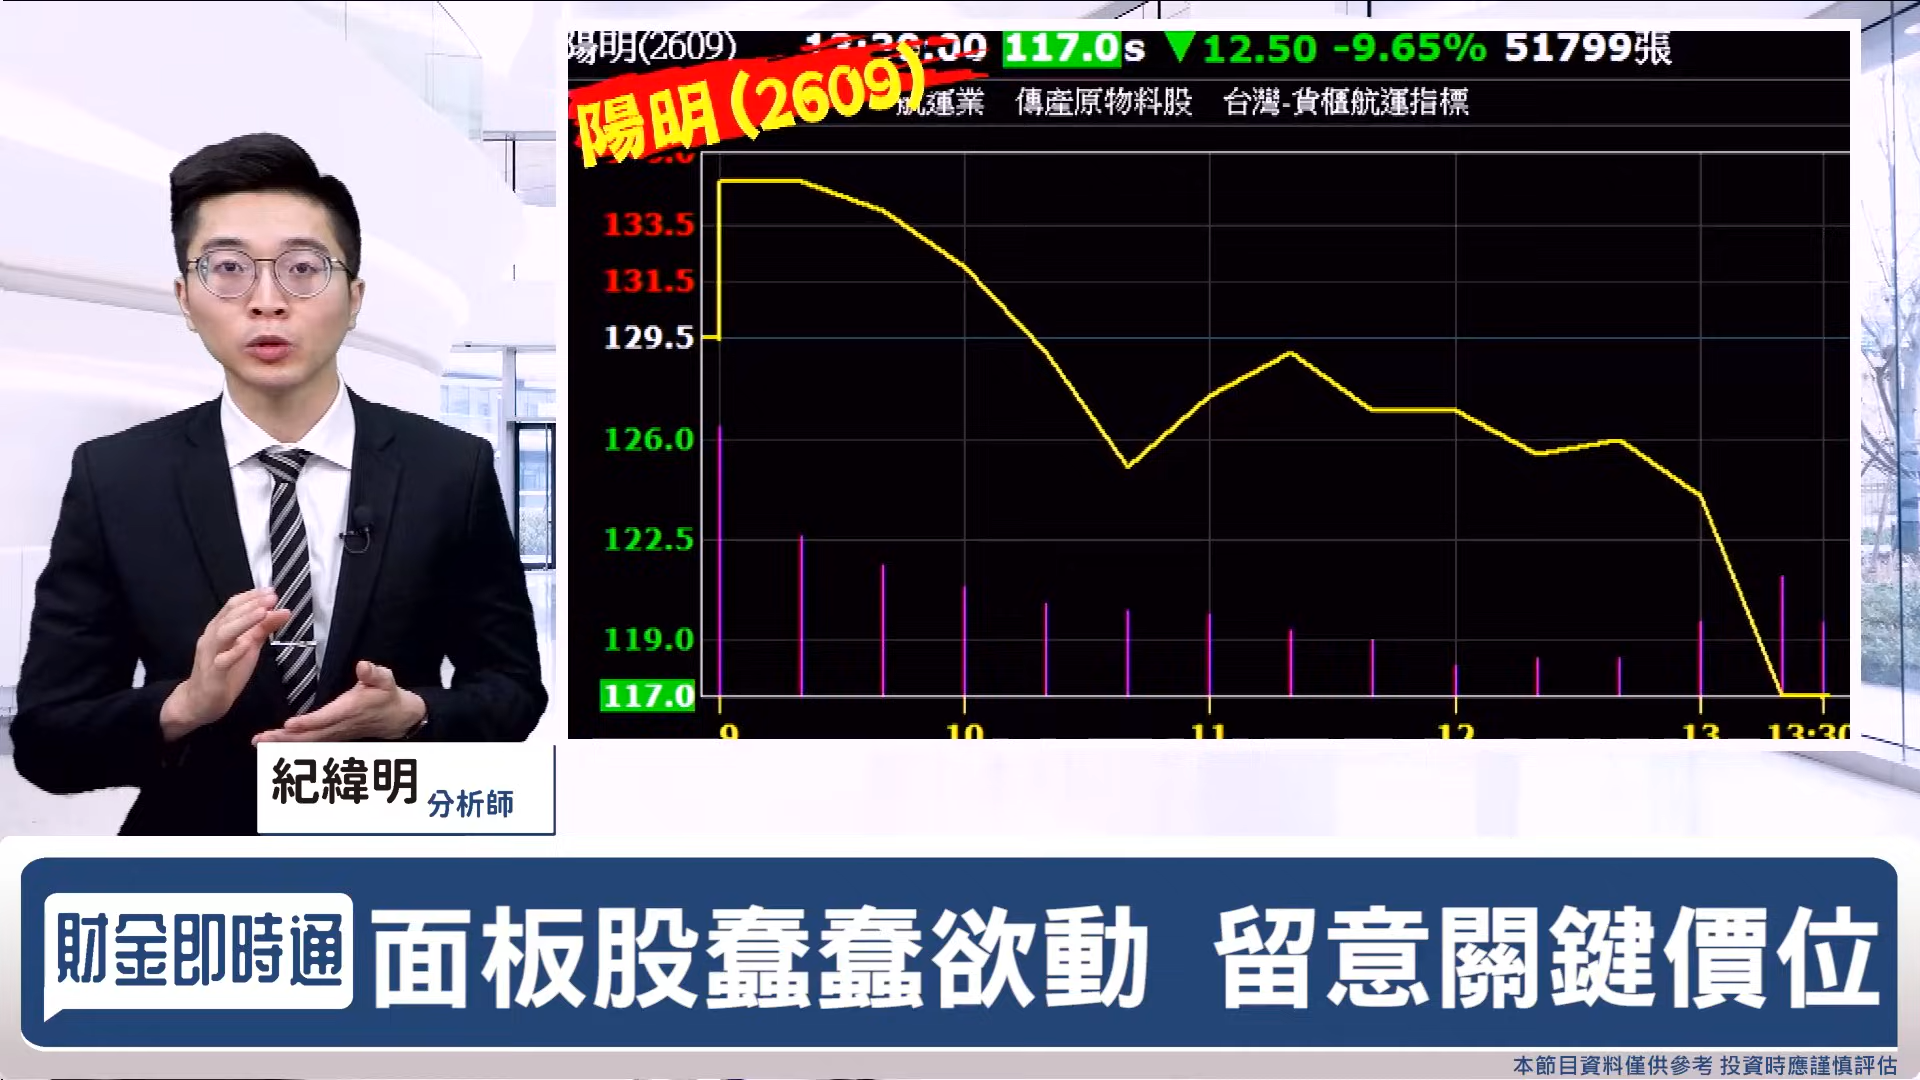 陽明(2609) 117.0s ▼12.50 -9.65% 51799張
陽明(2609)
航運業 傳產原物料股 台灣-貨櫃航運指標
133.5
131.5
129.5
126.0
122.5
119.0
117.0
9 10 11 12 13 13:30
紀緯明 分析師
財金即時通
面板股蠢蠢欲動 留意關鍵價位
本節目資料僅供參考 投資時應謹慎評估